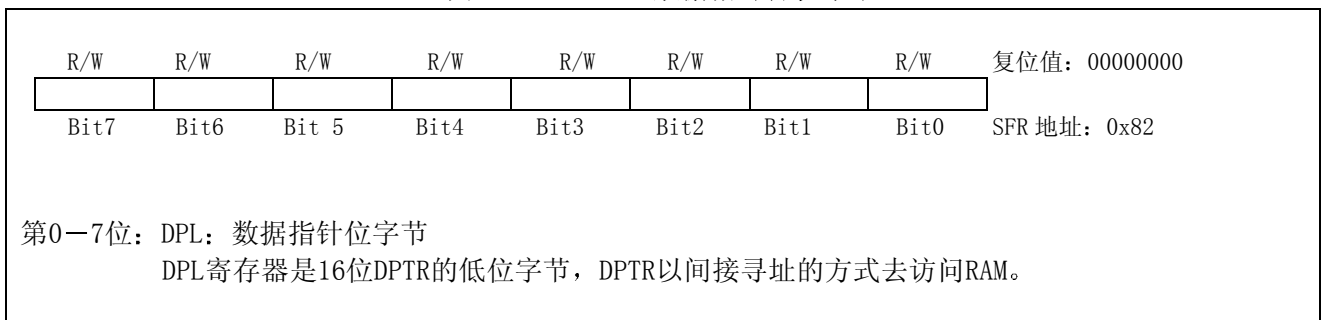 R/W R/W R/W R/W R/W R/W R/W R/W 复位值: 00000000
Bit7 Bit6 Bit 5 Bit4 Bit3 Bit2 Bit1 Bit0 SFR 地址: 0x82
第0－7位: DPL: 数据指针位字节
DPL寄存器是16位DPTR的低位字节，DPTR以间接寻址的方式去访问RAM。